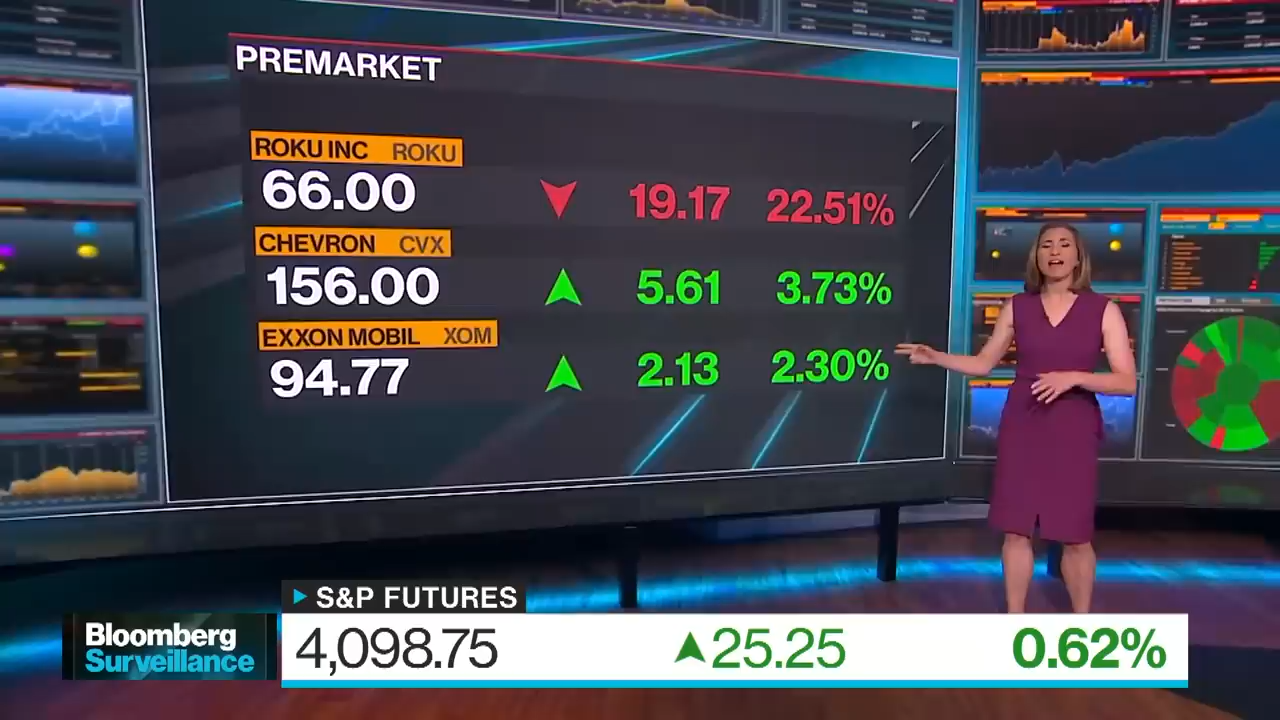 PREMARKET
ROKU INC ROKU
66.00 ▼ 19.17 22.51%
CHEVRON CVX
156.00 ▲ 5.61 3.73%
EXXON MOBIL XOM
94.77 ▲ 2.13 2.30%
▶ S&P FUTURES
Bloomberg
Surveillance
4,098.75 ▲25.25 0.62%